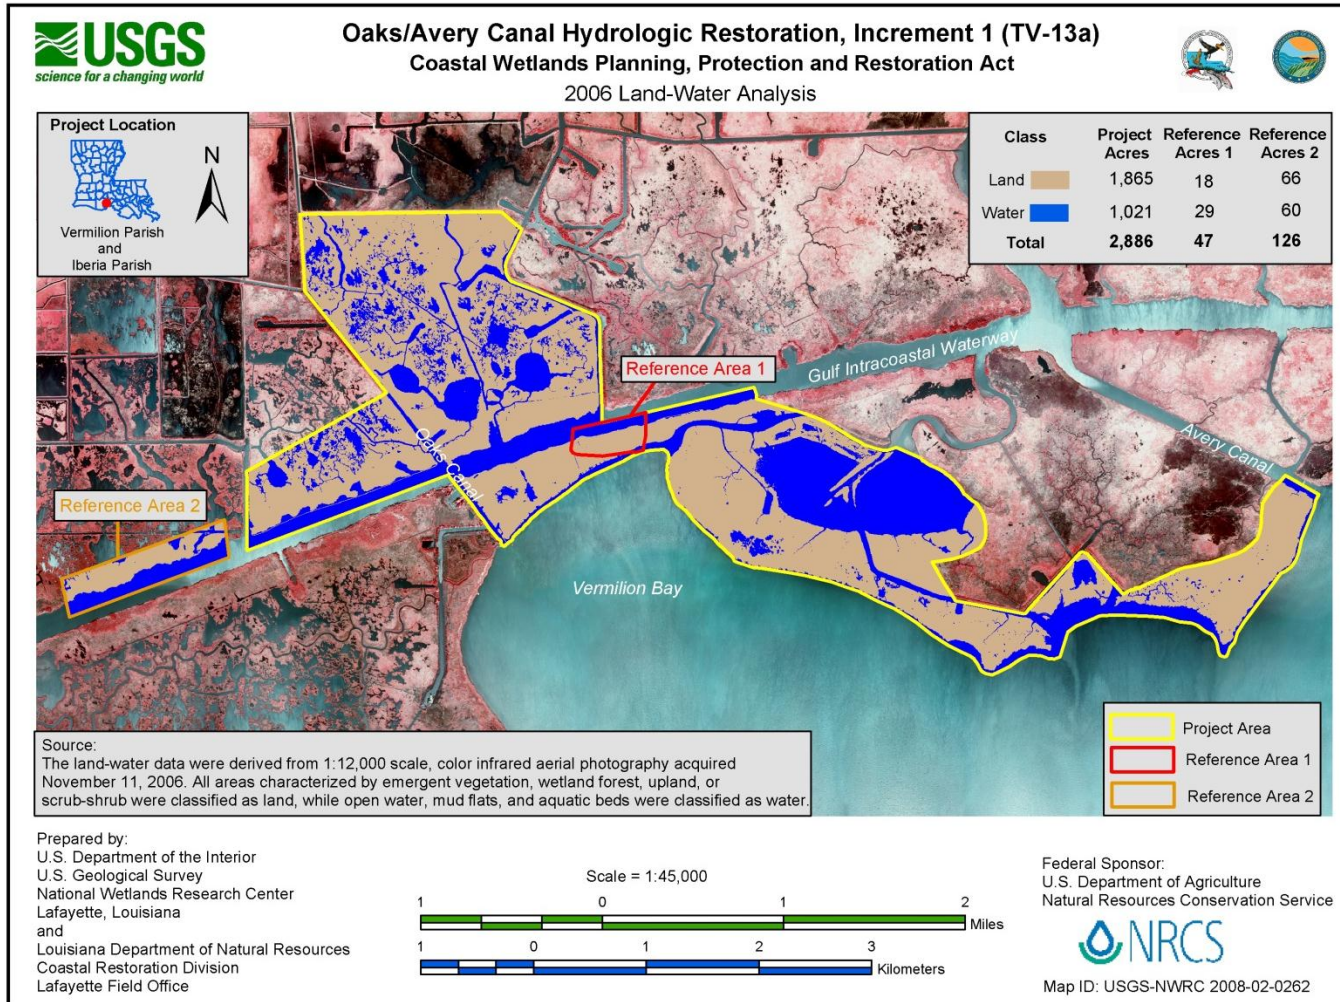 USGS
science for a changing world
Oaks/Avery Canal Hydrologic Restoration, Increment 1 (TV-13a)
Coastal Wetlands Planning, Protection and Restoration Act
2006 Land-Water Analysis
Project Location
N
Vermilion Parish
and
Iberia Parish
Class Project Acres Reference Acres 1 Reference Acres 2
Land 1,865 18 66
Water 1,021 29 60
Total 2,886 47 126
Reference Area 1
Gulf Intracoastal Waterway
Oaks Canal
Avery Canal
Reference Area 2
Vermilion Bay
Project Area
Reference Area 1
Reference Area 2
Source:
The land-water data were derived from 1:12,000 scale, color infrared aerial photography acquired
November 11, 2006. All areas characterized by emergent vegetation, wetland forest, upland, or
scrub-shrub were classified as land, while open water, mud flats, and aquatic beds were classified as water.
Prepared by:
U.S. Department of the Interior
U.S. Geological Survey
National Wetlands Research Center
Lafayette, Louisiana
and
Louisiana Department of Natural Resources
Coastal Restoration Division
Lafayette Field Office
Scale = 1:45,000
1 0 1 2
Miles
1 0 1 2 3
Kilometers
Federal Sponsor:
U.S. Department of Agriculture
Natural Resources Conservation Service
NRCS
Map ID: USGS-NWRC 2008-02-0262